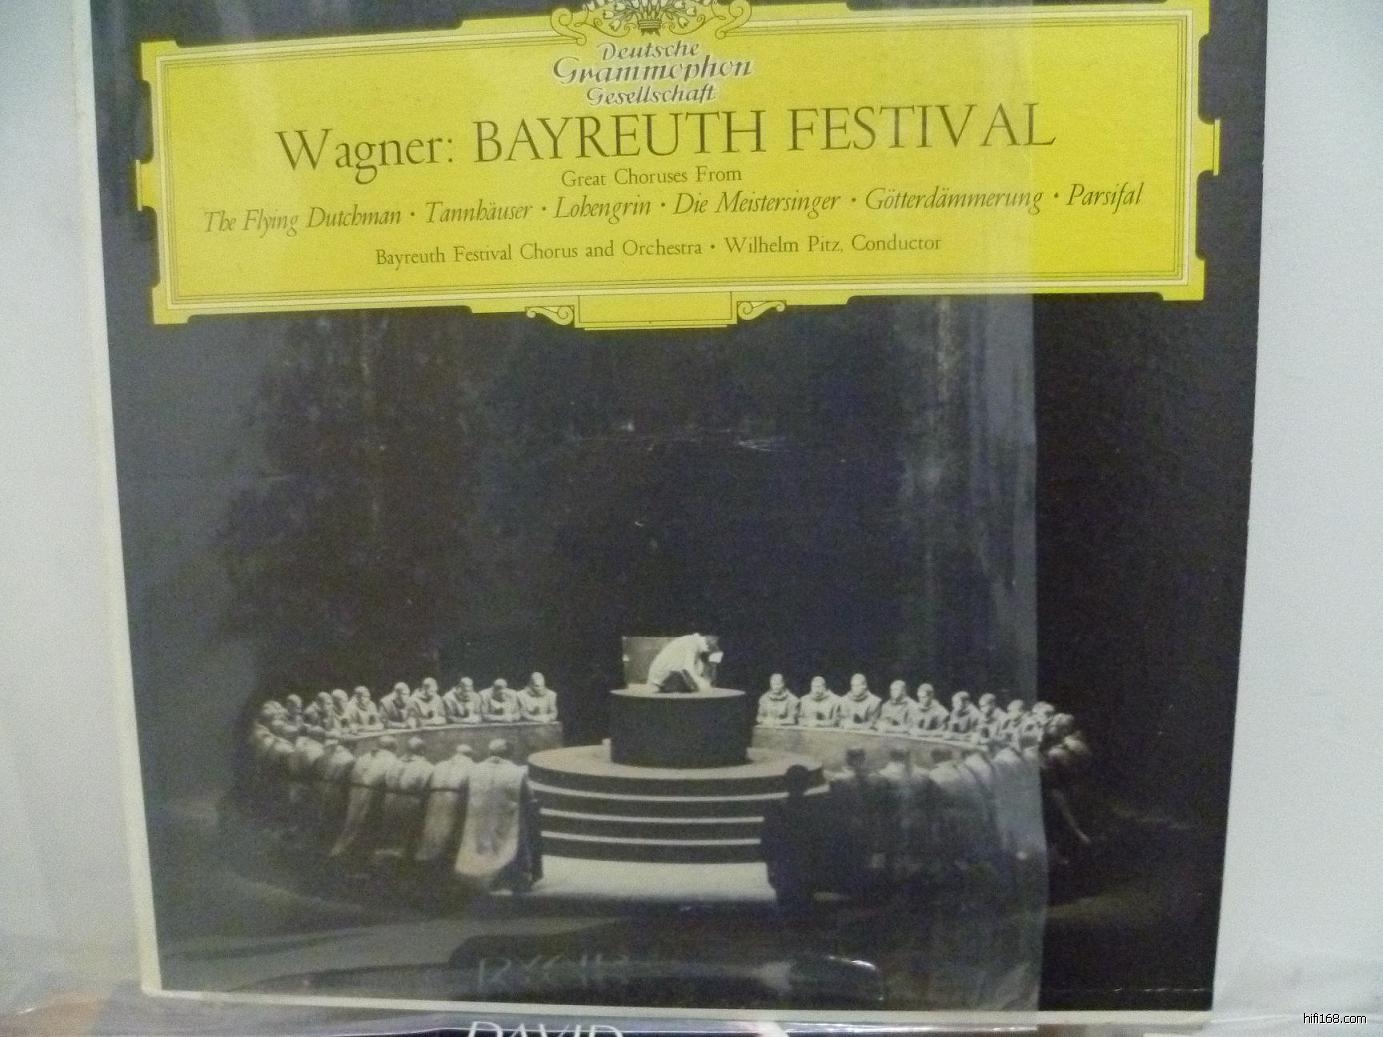 Deutsche
Grammophon
Gesellschaft
Wagner: BAYREUTH FESTIVAL
Great Choruses From
The Flying Dutchman • Tannhäuser • Lohengrin • Die Meistersinger • Götterdämmerung • Parsifal
Bayreuth Festival Chorus and Orchestra • Wilhelm Pitz, Conductor
DAVID
hifi168.com